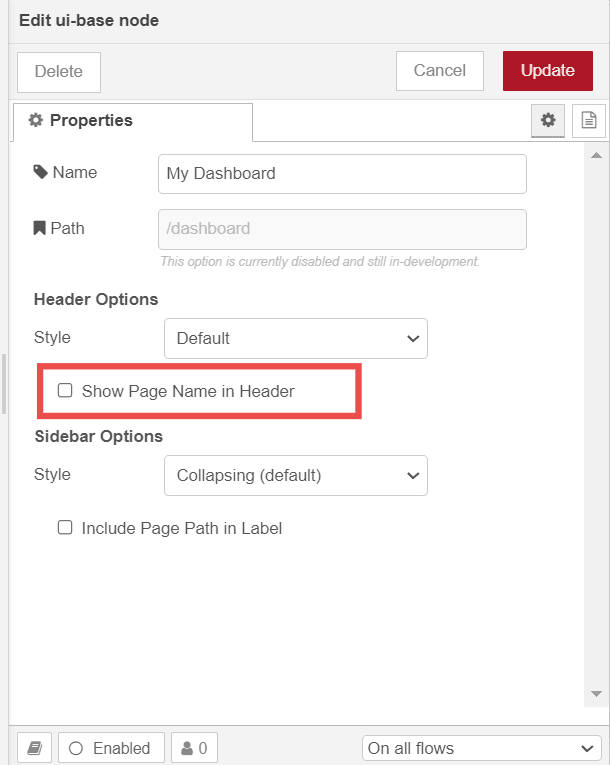 Edit ui-base node
Delete
Cancel
Update
Properties
Name
My Dashboard
Path
/dashboard
This option is currently disabled and still in-development.
Header Options
Style
Default
Show Page Name in Header
Sidebar Options
Style
Collapsing (default)
Include Page Path in Label
Enabled
0
On all flows